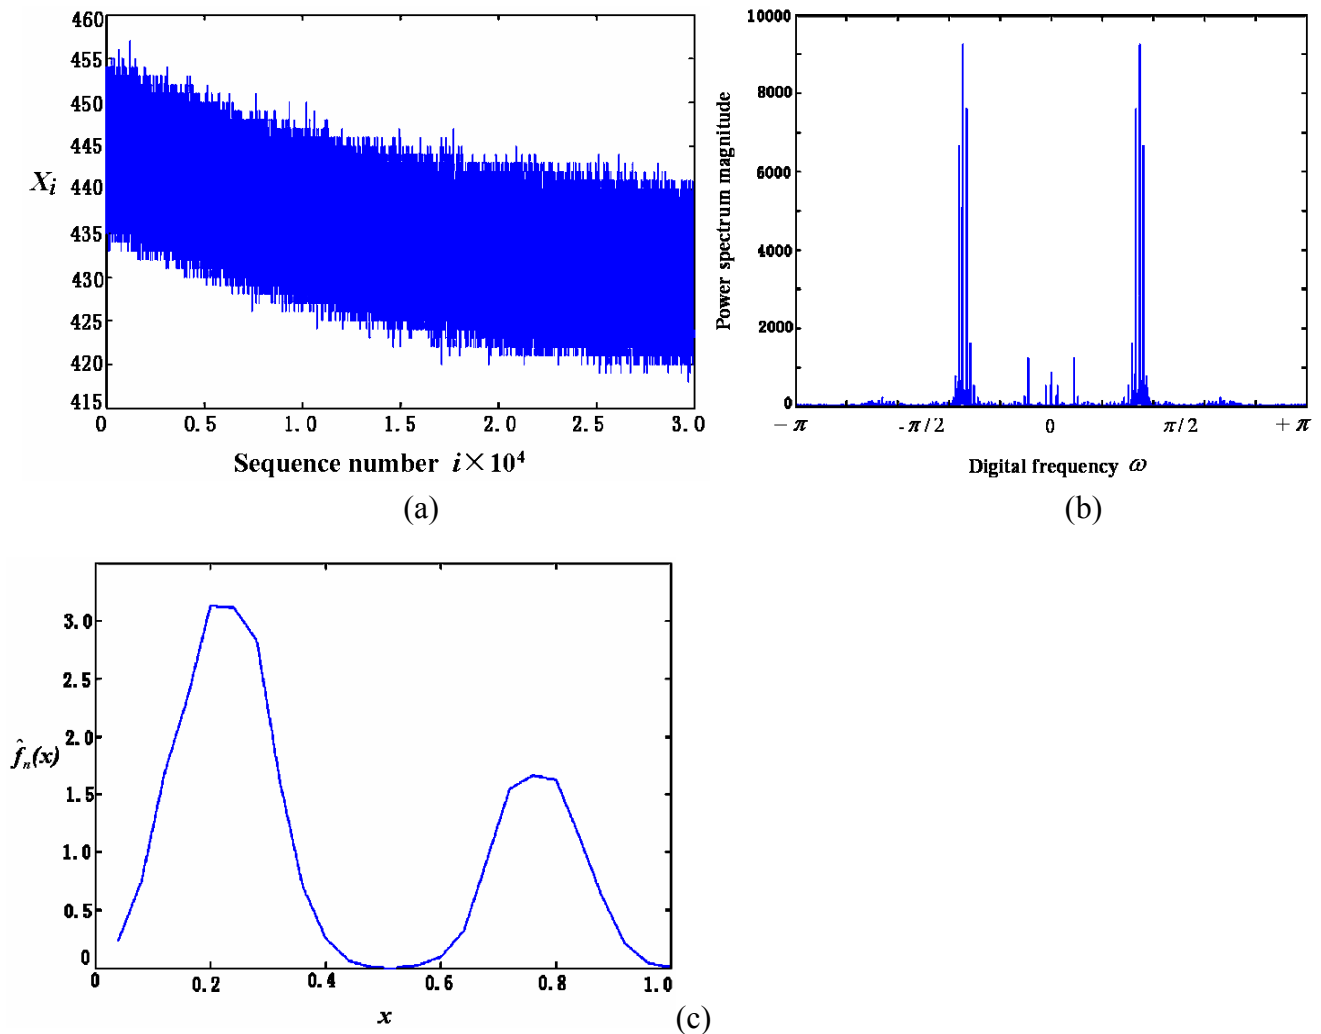 460
455
450
445
440
435
430
425
420
415
Xi
0 0.5 1.0 1.5 2.0 2.5 3.0
Sequence number i×10⁴
(a)
10000
8000
6000
4000
2000
0
Power spectrum magnitude
−π -π/2 0 π/2 +π
Digital frequency ω
(b)
3.0
2.5
2.0
1.5
1.0
0.5
0
f̂n(x)
0 0.2 0.4 0.6 0.8 1.0
x
(c)